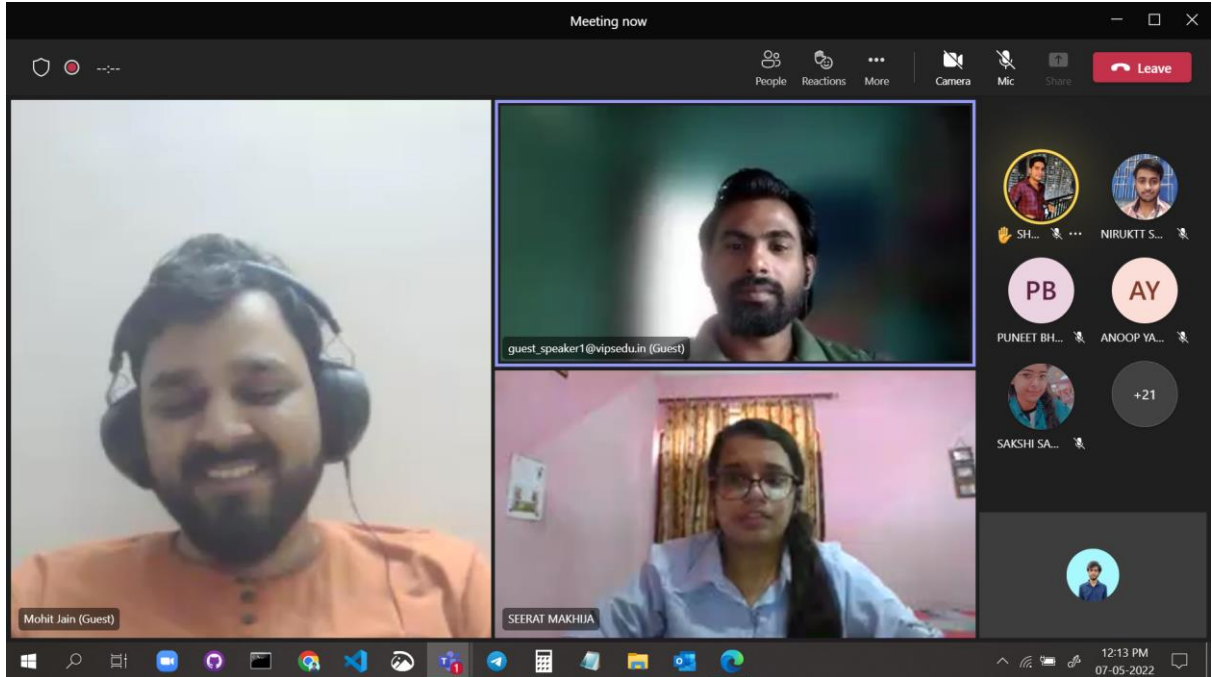 Meeting now
--:--
People
Reactions
More
Camera
Mic
Share
Leave
guest_speaker1@vipsedu.in (Guest)
Mohit Jain (Guest)
SEERAT MAKHIJA
SH...
NIRUKTT S...
PB
AY
PUNEET BH...
ANOOP YA...
SAKSHI SA...
+21
1
12:13 PM
07-05-2022